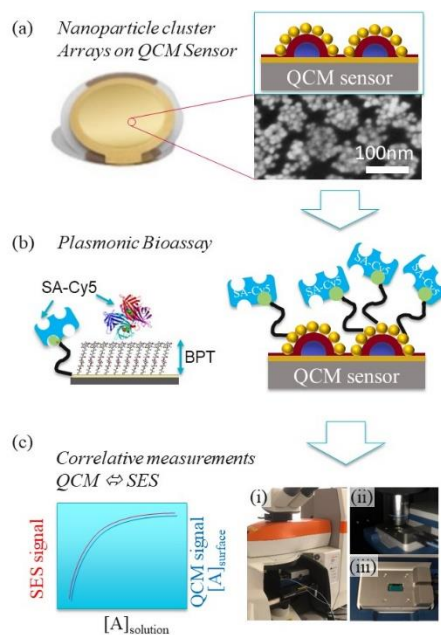 (a) Nanoparticle cluster
Arrays on QCM Sensor
QCM sensor
100nm
(b) Plasmonic Bioassay
SA-Cy5
BPT
SA-Cy5
SA-Cy5
SA-Cy5
SA-Cy5
QCM sensor
(c)
Correlative measurements
QCM ⇔ SES
SES signal
QCM signal
[A]surface
[A]solution
(i)
(ii)
(iii)